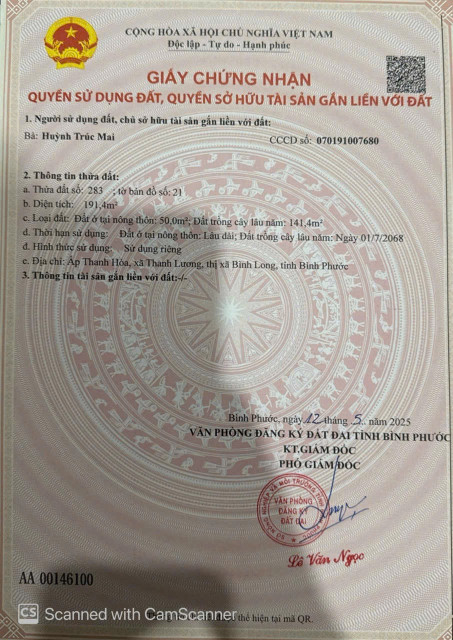 CỘNG HÒA XÃ HỘI CHỦ NGHĨA VIỆT NAM
Độc lập - Tự do - Hạnh phúc
GIẤY CHỨNG NHẬN
QUYỀN SỬ DỤNG ĐẤT, QUYỀN SỞ HỮU TÀI SẢN GẮN LIỀN VỚI ĐẤT
1. Người sử dụng đất, chủ sở hữu tài sản gắn liền với đất:
Bà: Huỳnh Trúc Mai CCCD số: 070191007680
2. Thông tin thửa đất:
a. Thửa đất số: 283 ; tờ bản đồ số: 21
b. Diện tích: 191,4m²
c. Loại đất: Đất ở tại nông thôn: 50,0m²; Đất trồng cây lâu năm: 141,4m²
d. Thời hạn sử dụng: Đất ở tại nông thôn: Lâu dài; Đất trồng cây lâu năm: Ngày 01/7/2068
đ. Hình thức sử dụng: Sử dụng riêng
e. Địa chỉ: Ấp Thanh Hòa, xã Thanh Lương, thị xã Bình Long, tỉnh Bình Phước
3. Thông tin tài sản gắn liền với đất:-/-
Bình Phước, ngày 12 tháng 5 năm 2025
VĂN PHÒNG ĐĂNG KÝ ĐẤT ĐAI TỈNH BÌNH PHƯỚC
KT.GIÁM ĐỐC
PHÓ GIÁM ĐỐC
VĂN PHÒNG
ĐĂNG KÝ
ĐẤT ĐAI
Lê Văn Ngọc
AA 00146100
CS Scanned with CamScanner
thể hiện tại mã QR.